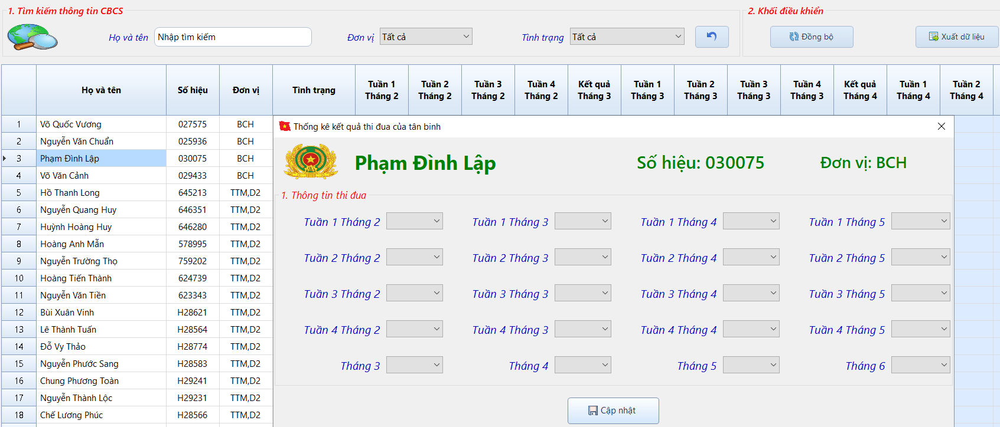 1. Tìm kiếm thông tin CBCS
2. Khối điều khiển
Họ và tên
Nhập tìm kiếm
Đơn vị
Tất cả
Tình trạng
Tất cả
Đồng bộ
Xuất dữ liệu
Họ và tên Số hiệu Đơn vị Tình trạng Tuần 1 Tháng 2 Tuần 2 Tháng 2 Tuần 3 Tháng 2 Tuần 4 Tháng 2 Kết quả Tháng 3 Tuần 1 Tháng 3 Tuần 2 Tháng 3 Tuần 3 Tháng 3 Tuần 4 Tháng 3 Kết quả Tháng 4 Tuần 1 Tháng 4 Tuần 2 Tháng 4
1 Võ Quốc Vương 027575 BCH
2 Nguyễn Văn Chuẩn 025936 BCH
3 Phạm Đình Lập 030075 BCH
4 Võ Văn Cảnh 029433 BCH
5 Hồ Thanh Long 645213 TTM,D2
6 Nguyễn Quang Huy 646351 TTM,D2
7 Huỳnh Hoàng Huy 646280 TTM,D2
8 Hoàng Anh Mẫn 578995 TTM,D2
9 Nguyễn Trường Thọ 759202 TTM,D2
10 Hoàng Tiến Thành 624739 TTM,D2
11 Nguyễn Văn Tiền 623343 TTM,D2
12 Bùi Xuân Vinh H28621 TTM,D2
13 Lê Thành Tuấn H28564 TTM,D2
14 Đỗ Vy Thảo H28774 TTM,D2
15 Nguyễn Phước Sang H28583 TTM,D2
16 Chung Phương Toàn H29241 TTM,D2
17 Nguyễn Thành Lộc H29231 TTM,D2
18 Chế Lương Phúc H28566 TTM,D2
Thống kê kết quả thi đua của tân binh
Phạm Đình Lập Số hiệu: 030075 Đơn vị: BCH
1. Thông tin thi đua
Tuần 1 Tháng 2 Tuần 1 Tháng 3 Tuần 1 Tháng 4 Tuần 1 Tháng 5
Tuần 2 Tháng 2 Tuần 2 Tháng 3 Tuần 2 Tháng 4 Tuần 2 Tháng 5
Tuần 3 Tháng 2 Tuần 3 Tháng 3 Tuần 3 Tháng 4 Tuần 3 Tháng 5
Tuần 4 Tháng 2 Tuần 4 Tháng 3 Tuần 4 Tháng 4 Tuần 4 Tháng 5
Tháng 3 Tháng 4 Tháng 5 Tháng 6
Cập nhật